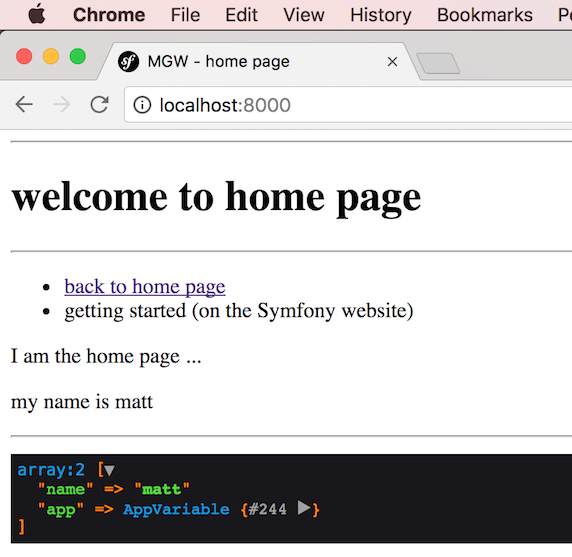 Chrome File Edit View History Bookmarks
MGW - home page
localhost:8000
welcome to home page
back to home page
getting started (on the Symfony website)
I am the home page ...
my name is matt
array:2 [▼
"name" => "matt"
"app" => AppVariable {#244 ▶}
]